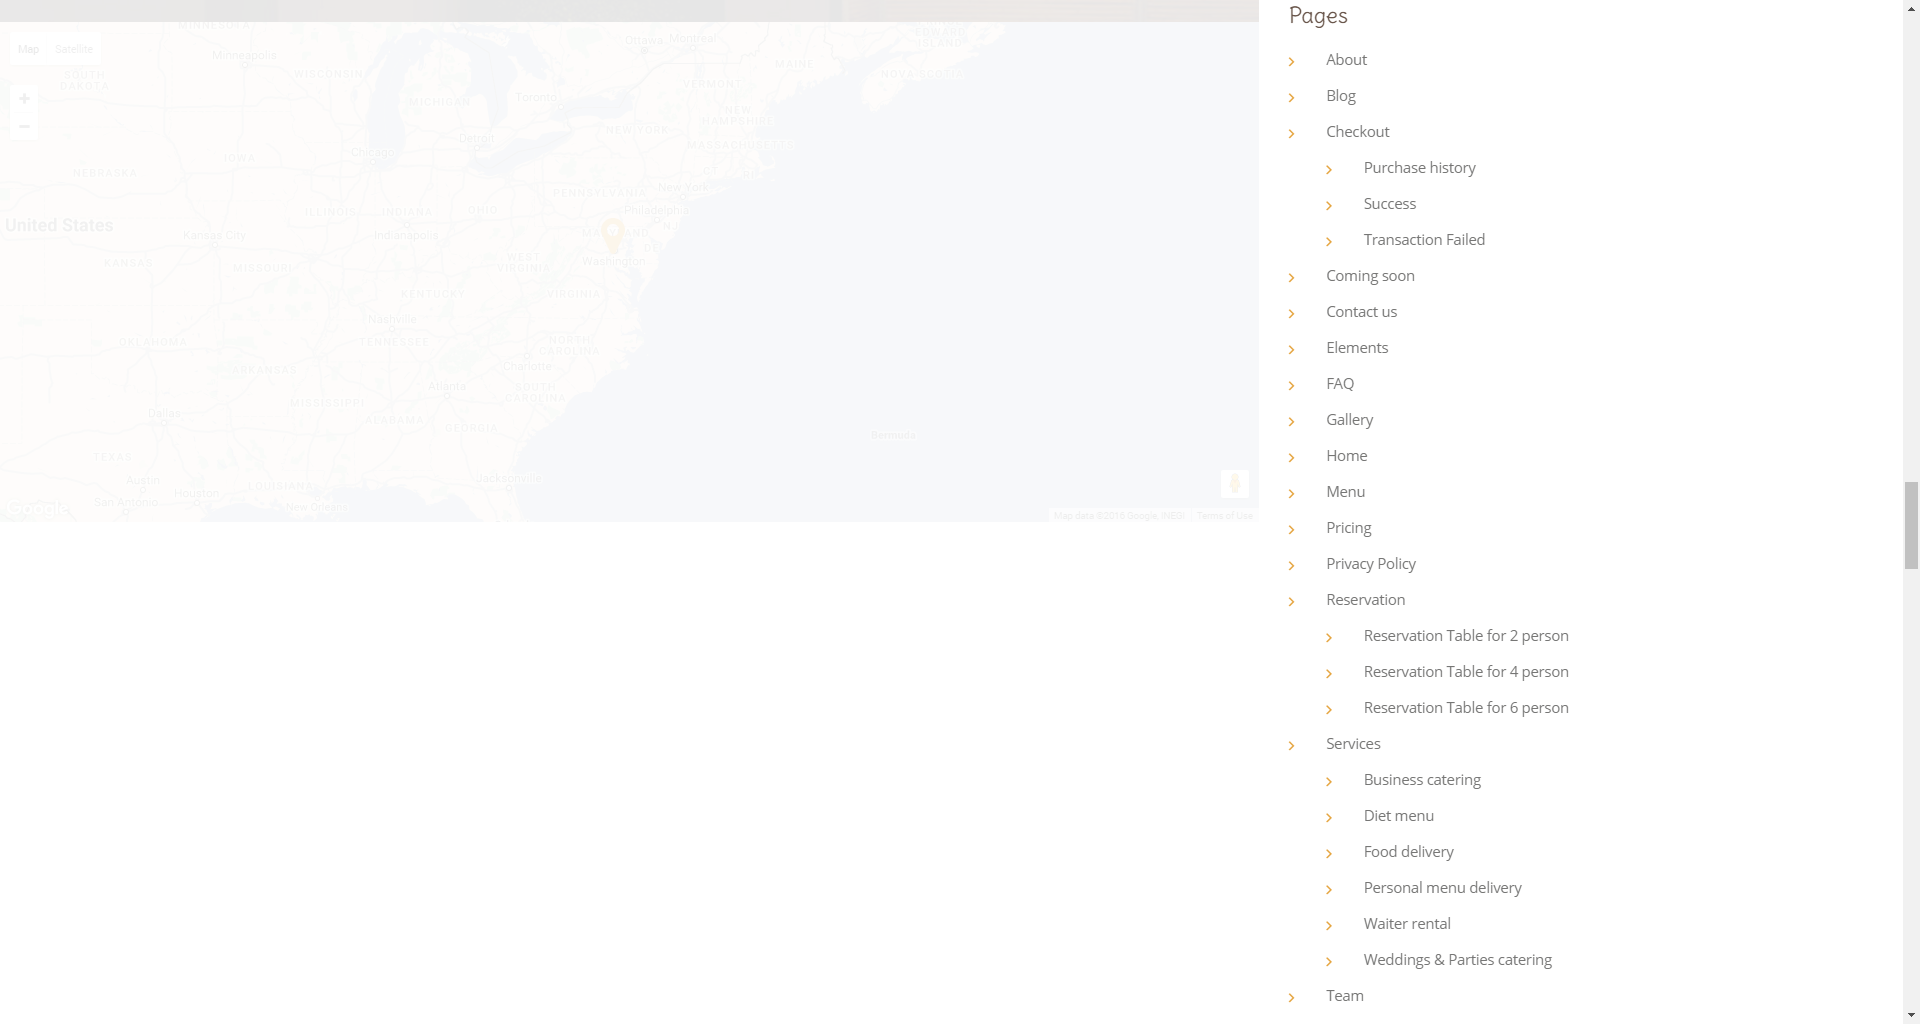 Pages
About
Blog
Checkout
Purchase history
Success
Transaction Failed
Coming soon
Contact us
Elements
FAQ
Gallery
Home
Menu
Pricing
Privacy Policy
Reservation
Reservation Table for 2 person
Reservation Table for 4 person
Reservation Table for 6 person
Services
Business catering
Diet menu
Food delivery
Personal menu delivery
Waiter rental
Weddings & Parties catering
Team
Map Satellite
MINNESOTA
Minneapolis
SOUTH
DAKOTA
WISCONSIN
MICHIGAN
Ottawa
Montreal
EDWARD
ISLAND
MAINE
NOVA SCOTIA
VERMONT
Toronto
NEW
HAMPSHIRE
NEW YORK
MASSACHUSETTS
Detroit
Chicago
IOWA
NEBRASKA
CT
RI
PENNSYLVANIA
New York
ILLINOIS
INDIANA
OHIO
Philadelphia
United States
Kansas City
Indianapolis
MARYLAND
NJ
DE
KANSAS
MISSOURI
WEST
VIRGINIA
Washington
KENTUCKY
VIRGINIA
Nashville
OKLAHOMA
TENNESSEE
NORTH
CAROLINA
ARKANSAS
Charlotte
Atlanta
SOUTH
CAROLINA
MISSISSIPPI
Dallas
ALABAMA
GEORGIA
Bermuda
TEXAS
Austin
Jacksonville
Houston
LOUISIANA
San Antonio
New Orleans
Google
Map data ©2016 Google, INEGI Terms of Use